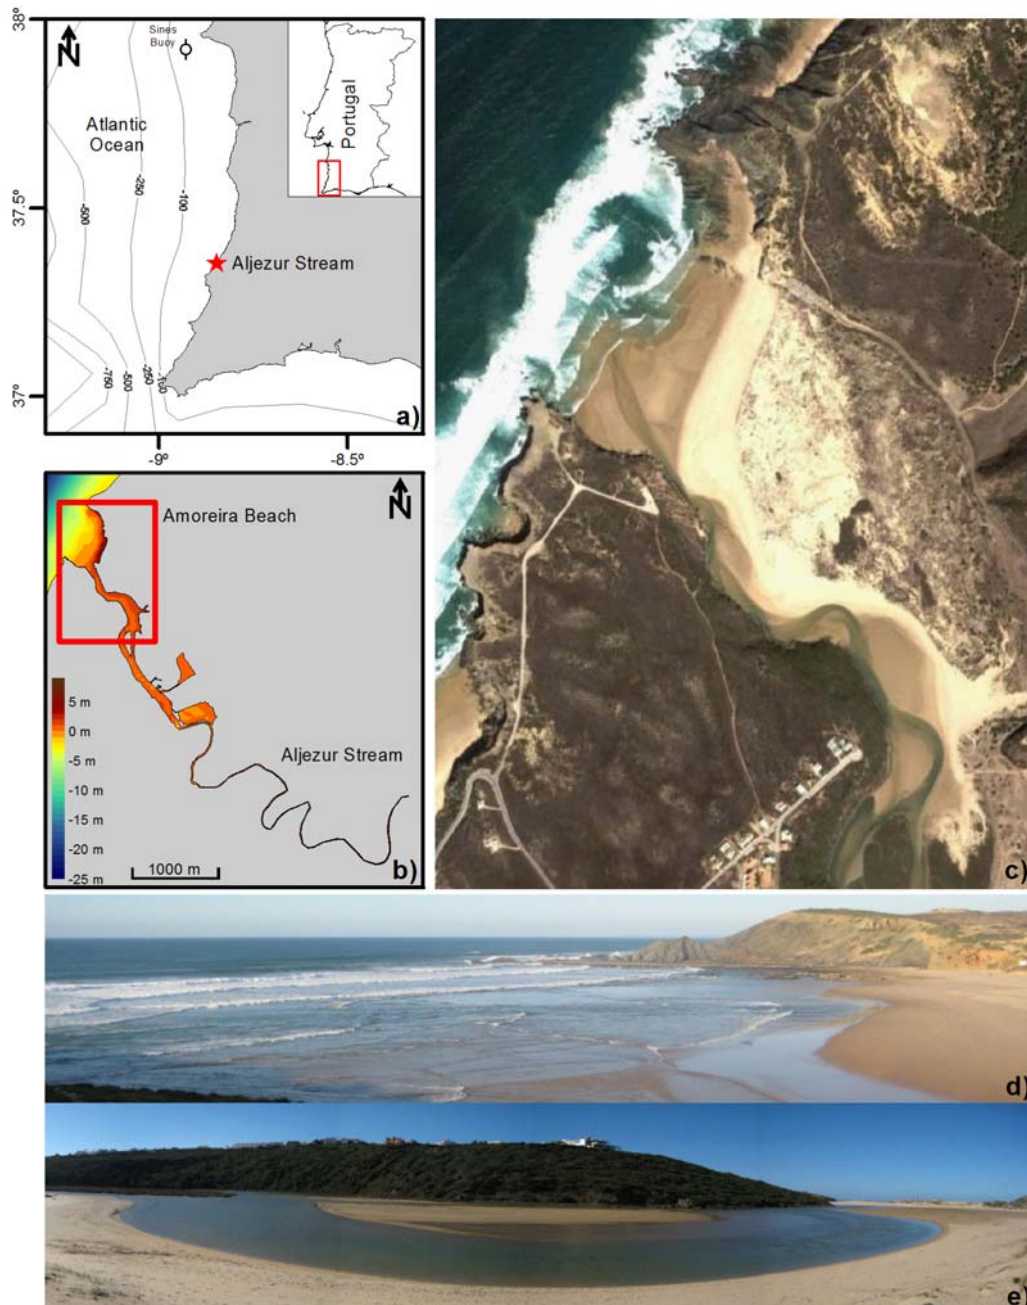 38°
N
Sines
Buoy
Portugal
Atlantic
Ocean
-500
-250
-100
37.5°
Aljezur Stream
-750
-500
-250
-100
37°
a)
-9°
-8.5°
N
Amoreira Beach
5 m
0 m
-5 m
-10 m
-15 m
-20 m
-25 m
Aljezur Stream
1000 m
b)
c)
d)
e)